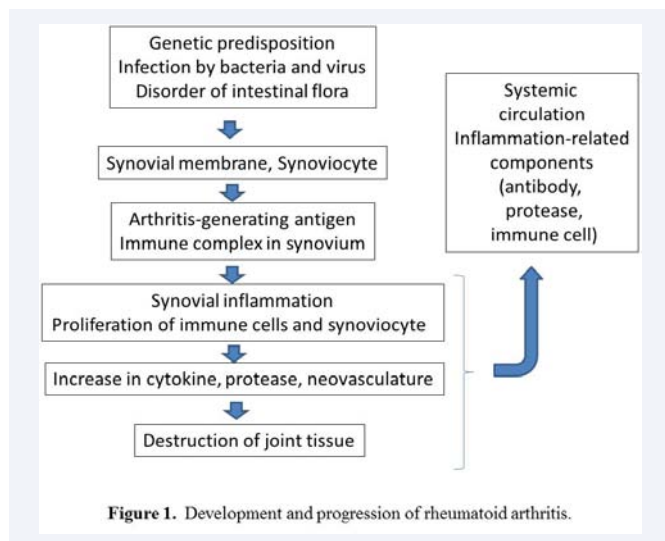 Genetic predisposition
Infection by bacteria and virus
Disorder of intestinal flora
Synovial membrane, Synoviocyte
Arthritis-generating antigen
Immune complex in synovium
Synovial inflammation
Proliferation of immune cells and synoviocyte
Increase in cytokine, protease, neovasculature
Destruction of joint tissue
Systemic
circulation
Inflammation-related
components
(antibody,
protease,
immune cell)
Figure 1. Development and progression of rheumatoid arthritis.